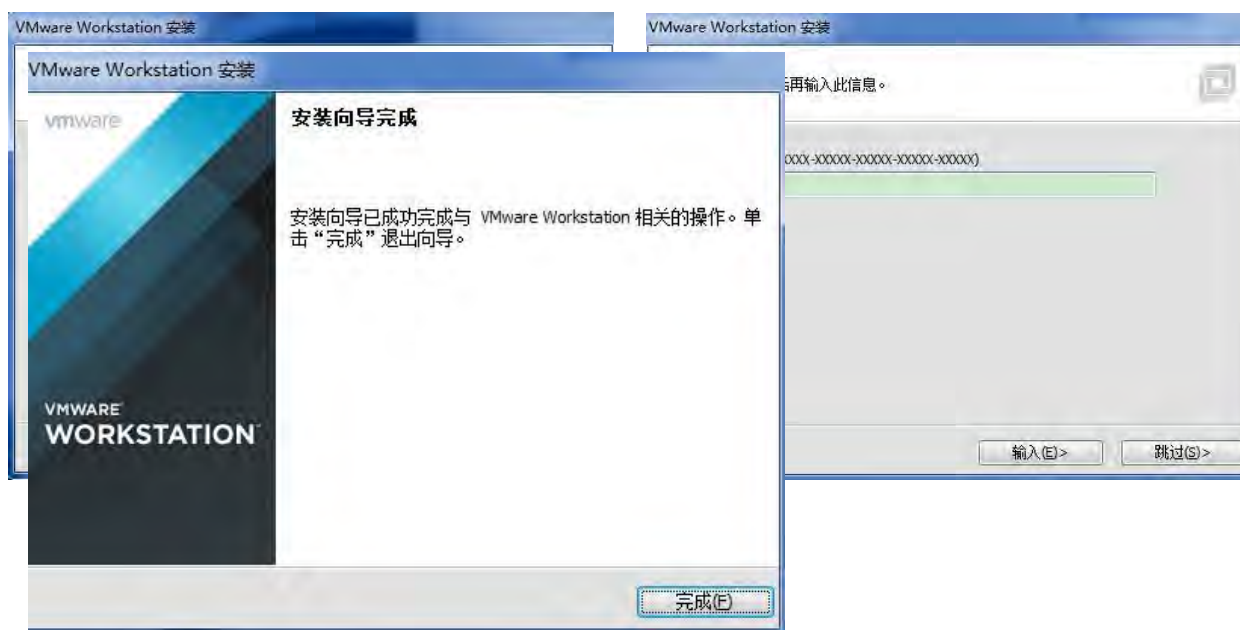 VMware Workstation 安装
VMware Workstation 安装
VMware Workstation 安装
再输入此信息。
vmware
安装向导完成
XXX-XXXXX-XXXXX-XXXXX-XXXXX)
安装向导已成功完成与 VMware Workstation 相关的操作。单
击“完成”退出向导。
VMWARE
WORKSTATION
输入(E)>
跳过(S)>
完成(F)